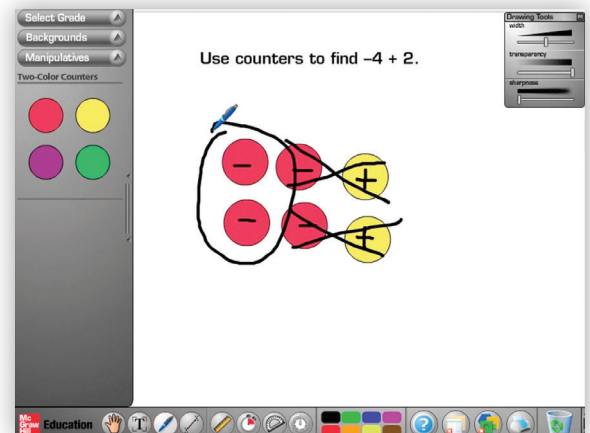 Select Grade
Backgrounds
Manipulatives
Two-Color Counters
Drawing Tools
width
transparency
sharpness
Use counters to find –4 + 2.
– – +
– – +
Mc
Graw
Hill
Education
T
?